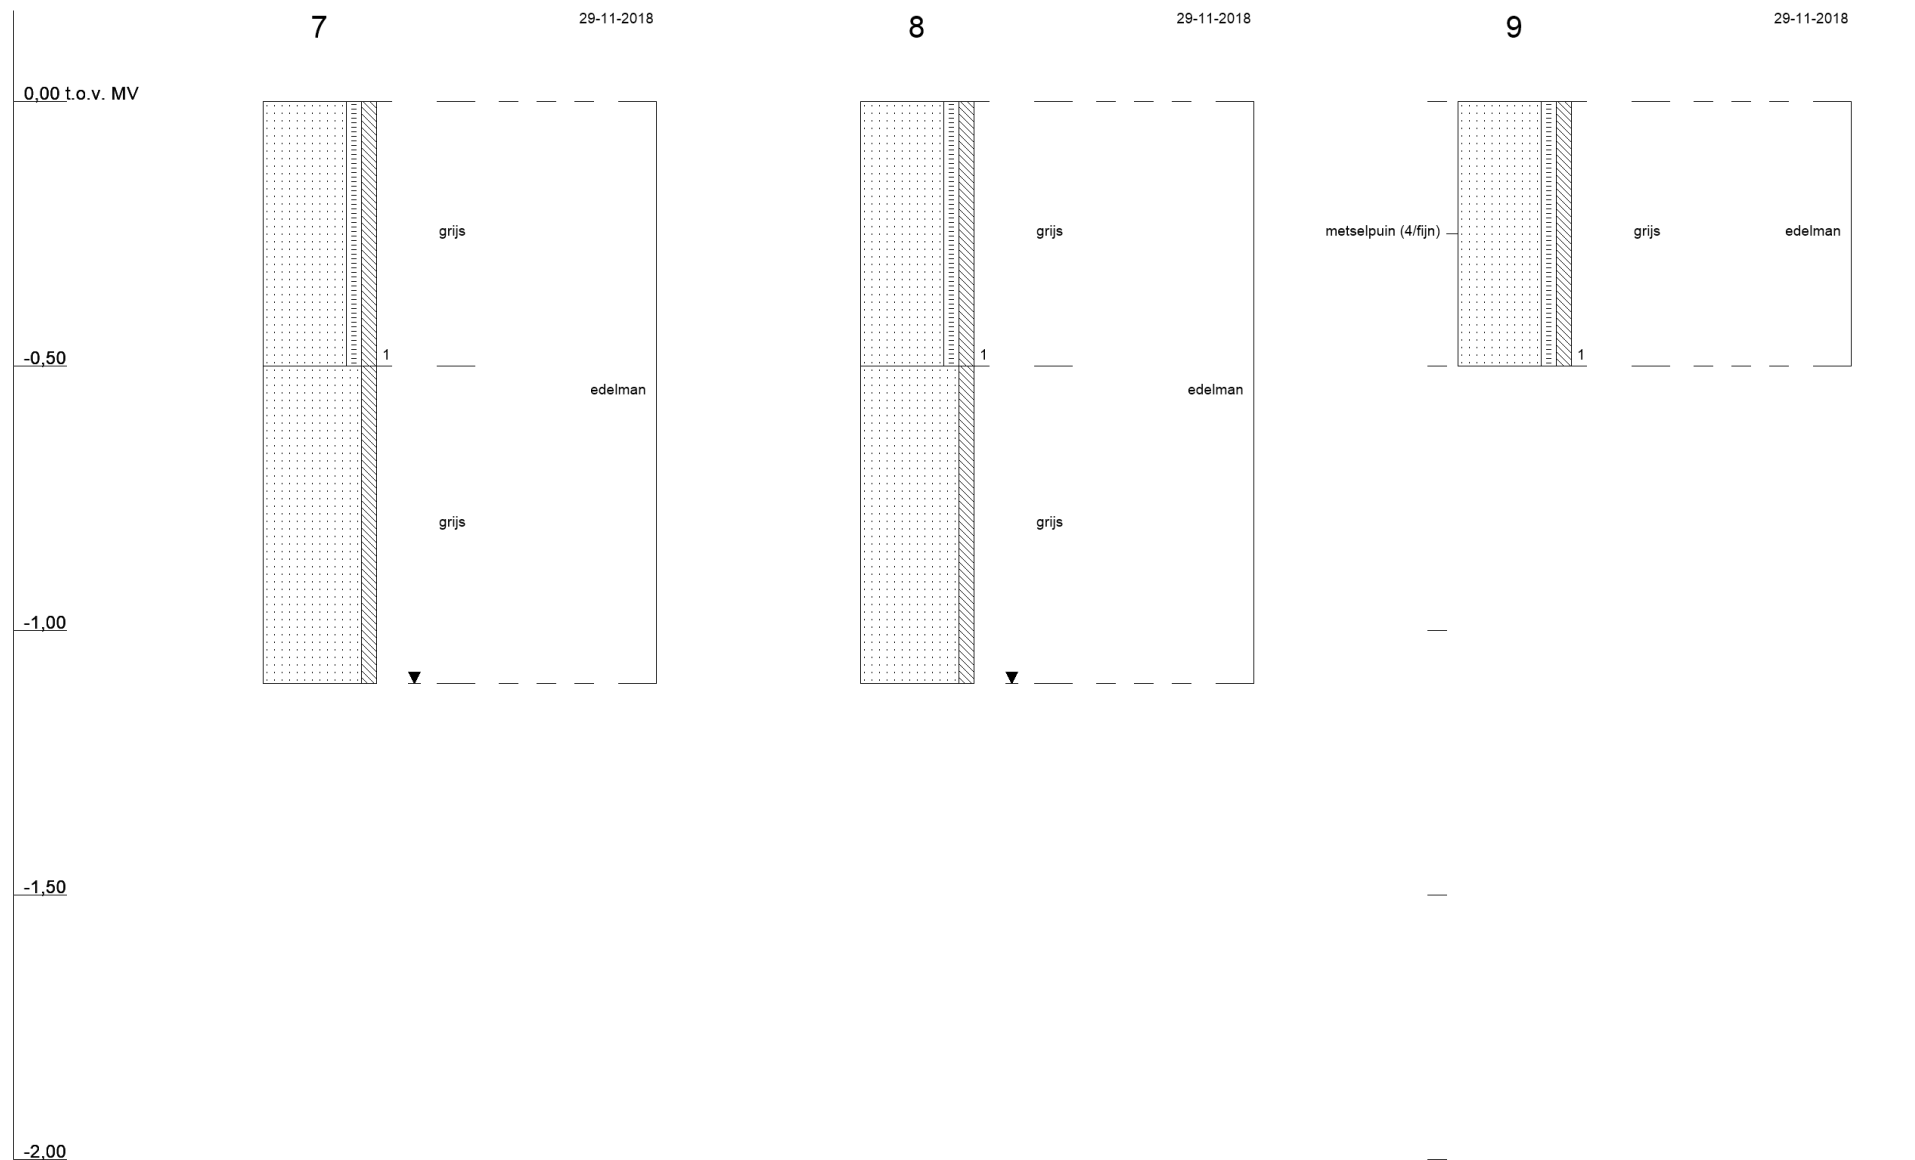 7
29-11-2018
8
29-11-2018
9
29-11-2018
0,00 t.o.v. MV
grijs
grijs
metselpuin (4/fijn)
grijs
edelman
1
1
1
-0,50
edelman
edelman
grijs
grijs
-1,00
-1,50
-2,00